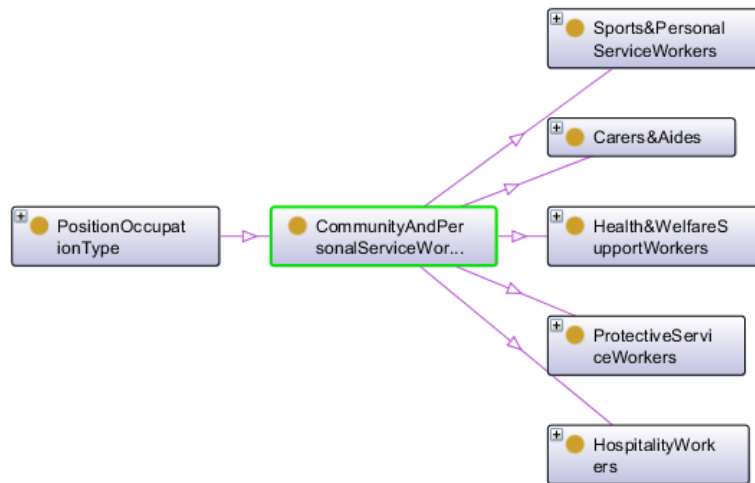 Sports&Personal
ServiceWorkers
Carers&Aides
PositionOccupat
ionType
CommunityAndPer
sonalServiceWor...
Health&WelfareS
upportWorkers
ProtectiveServi
ceWorkers
HospitalityWork
ers